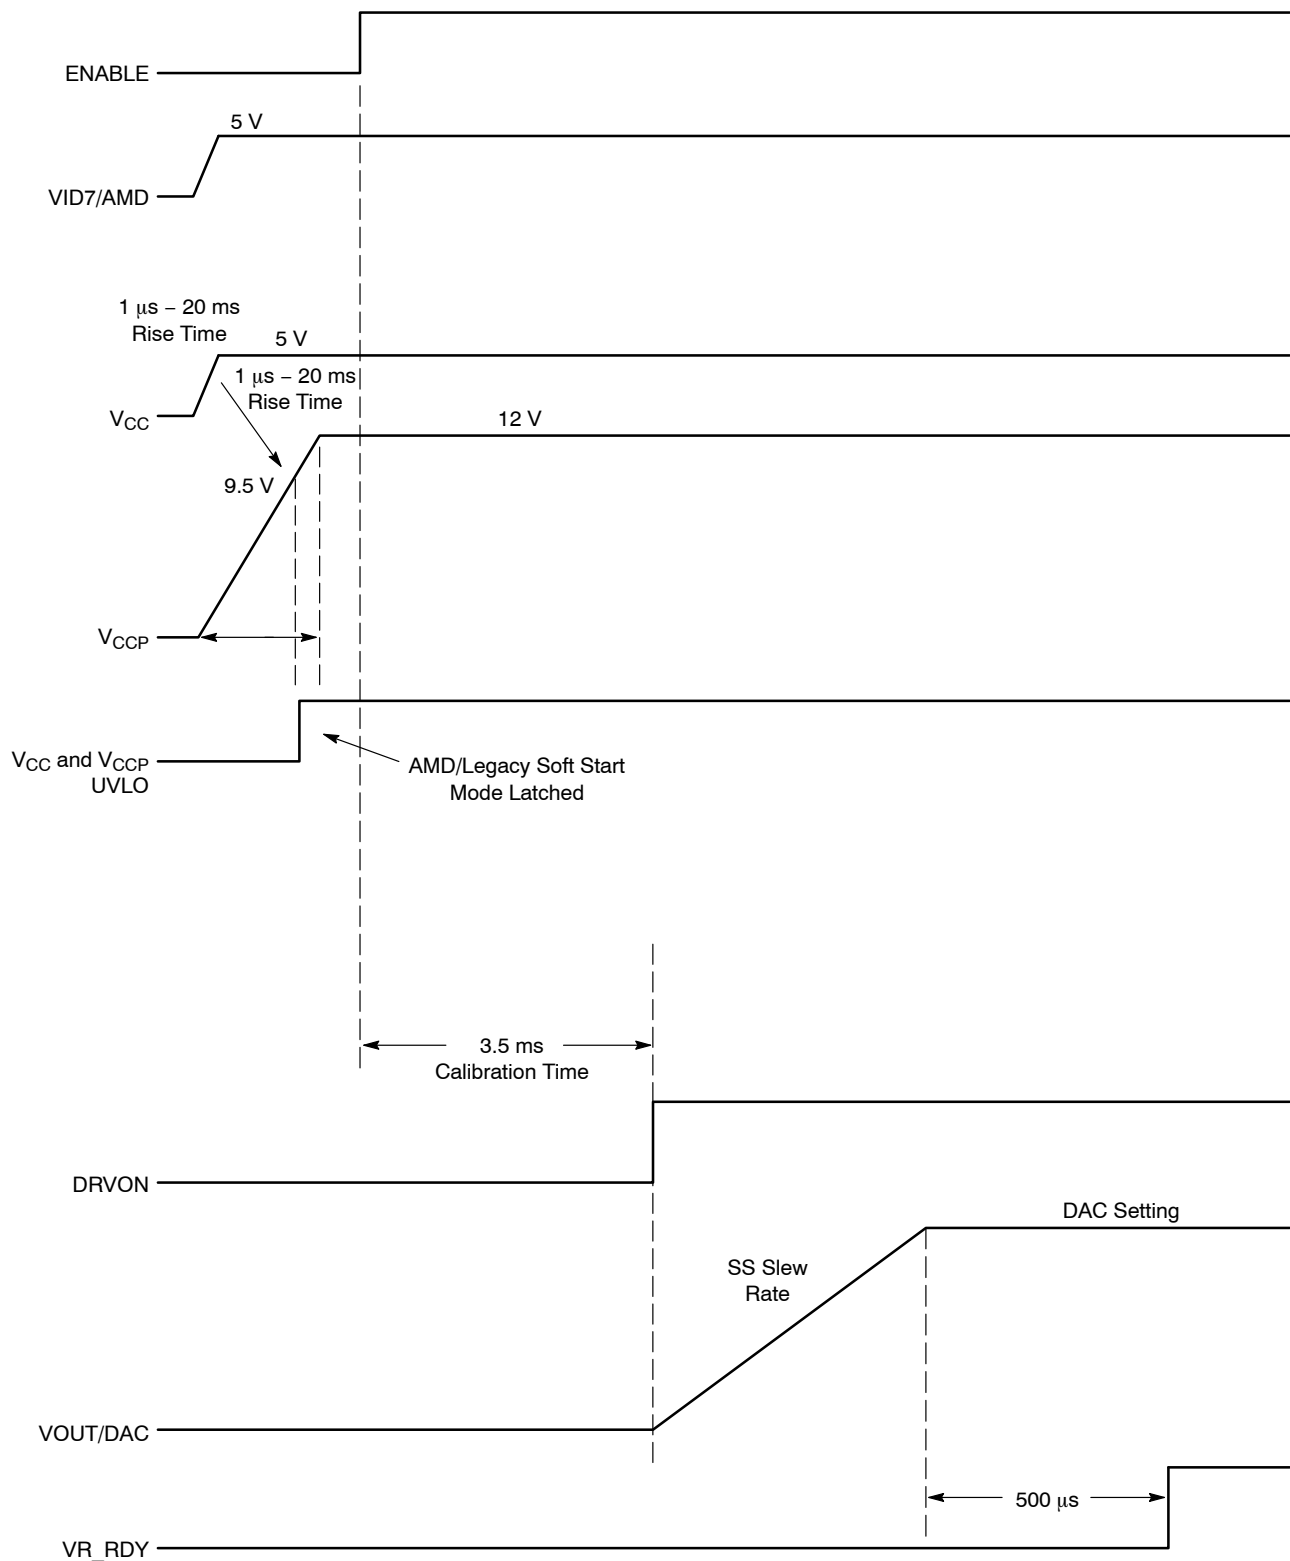 ENABLE
5 V
VID7/AMD
1 μs – 20 ms
Rise Time
5 V
1 μs – 20 ms
Rise Time
VCC
12 V
9.5 V
VCCP
VCC and VCCP
UVLO
AMD/Legacy Soft Start
Mode Latched
3.5 ms
Calibration Time
DRVON
DAC Setting
SS Slew
Rate
VOUT/DAC
500 μs
VR_RDY